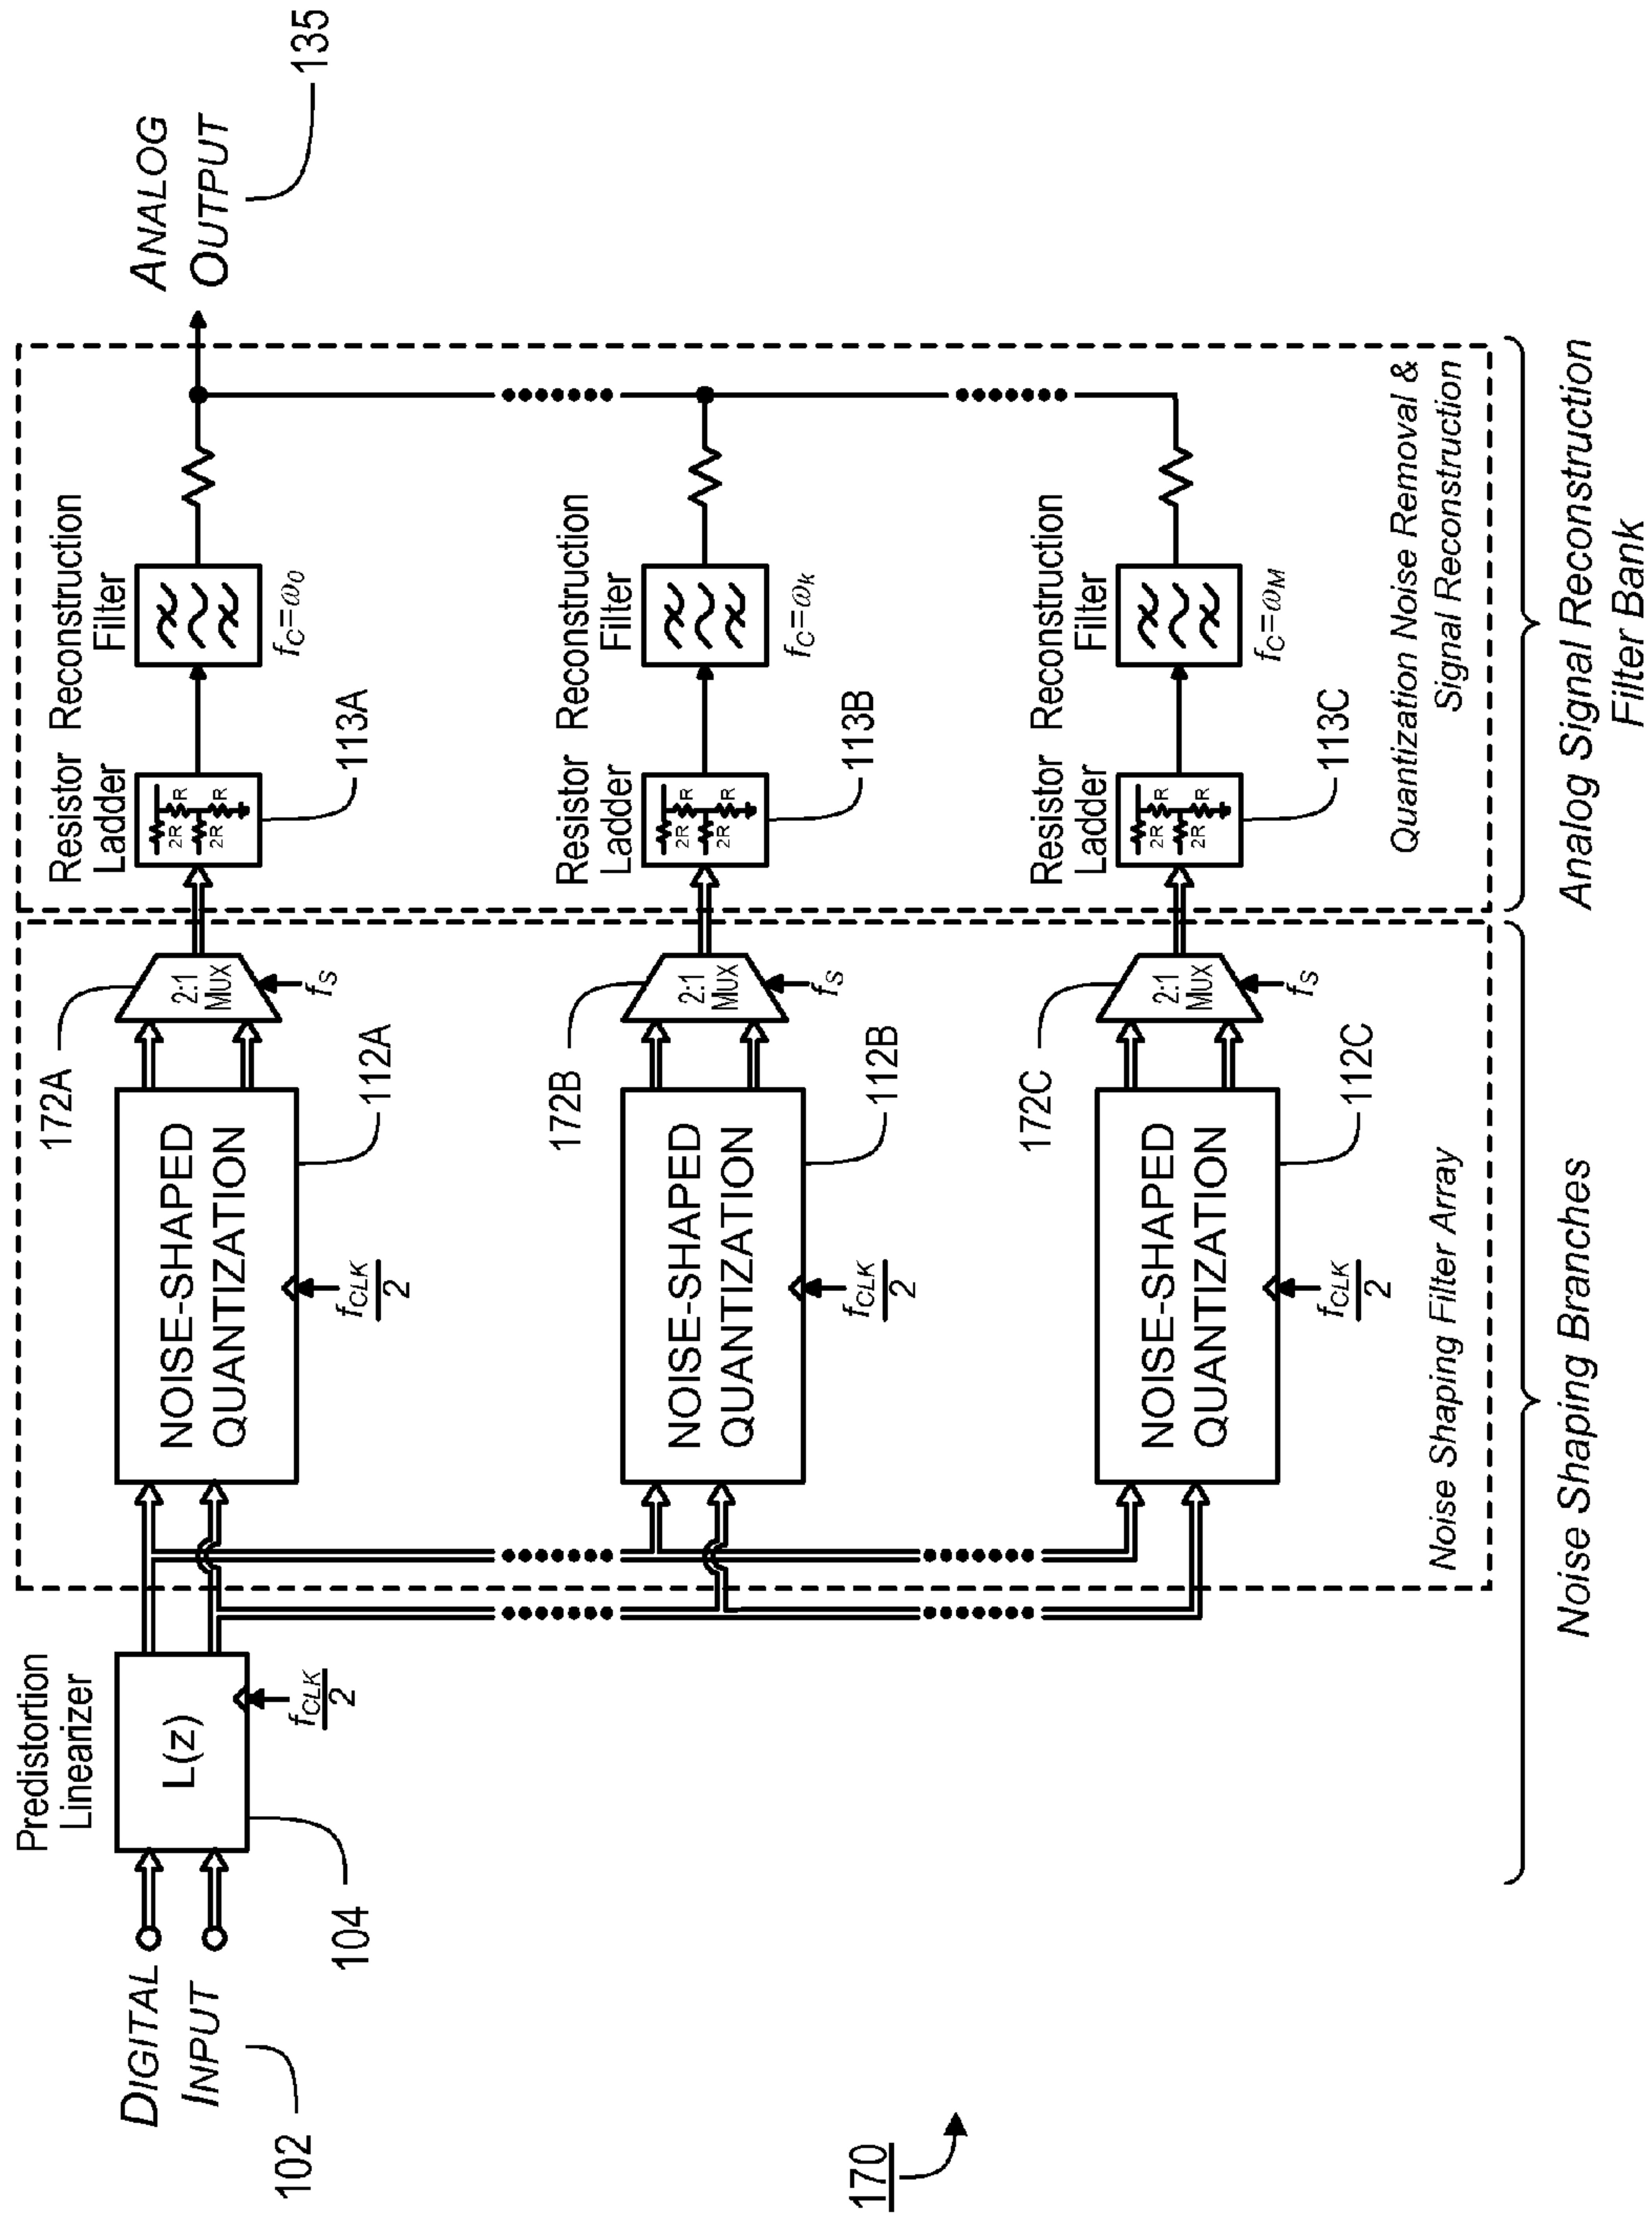 DIGITAL
INPUT
102
Predistortion
Linearizer
L(z)
fCLK
2
104
172A
NOISE-SHAPED
QUANTIZATION
fCLK
2
112A
2:1
MUX
fS
Resistor
Ladder
2R
R
2R
R
113A
Reconstruction
Filter
fC=ω0
ANALOG
OUTPUT
135
172B
NOISE-SHAPED
QUANTIZATION
fCLK
2
112B
2:1
MUX
fS
Resistor
Ladder
2R
R
2R
R
113B
Reconstruction
Filter
fC=ωk
172C
NOISE-SHAPED
QUANTIZATION
fCLK
2
112C
2:1
MUX
fS
Resistor
Ladder
2R
R
2R
R
113C
Reconstruction
Filter
fC=ωM
Noise Shaping Filter Array
Quantization Noise Removal &
Signal Reconstruction
Noise Shaping Branches
Analog Signal Reconstruction
Filter Bank
170